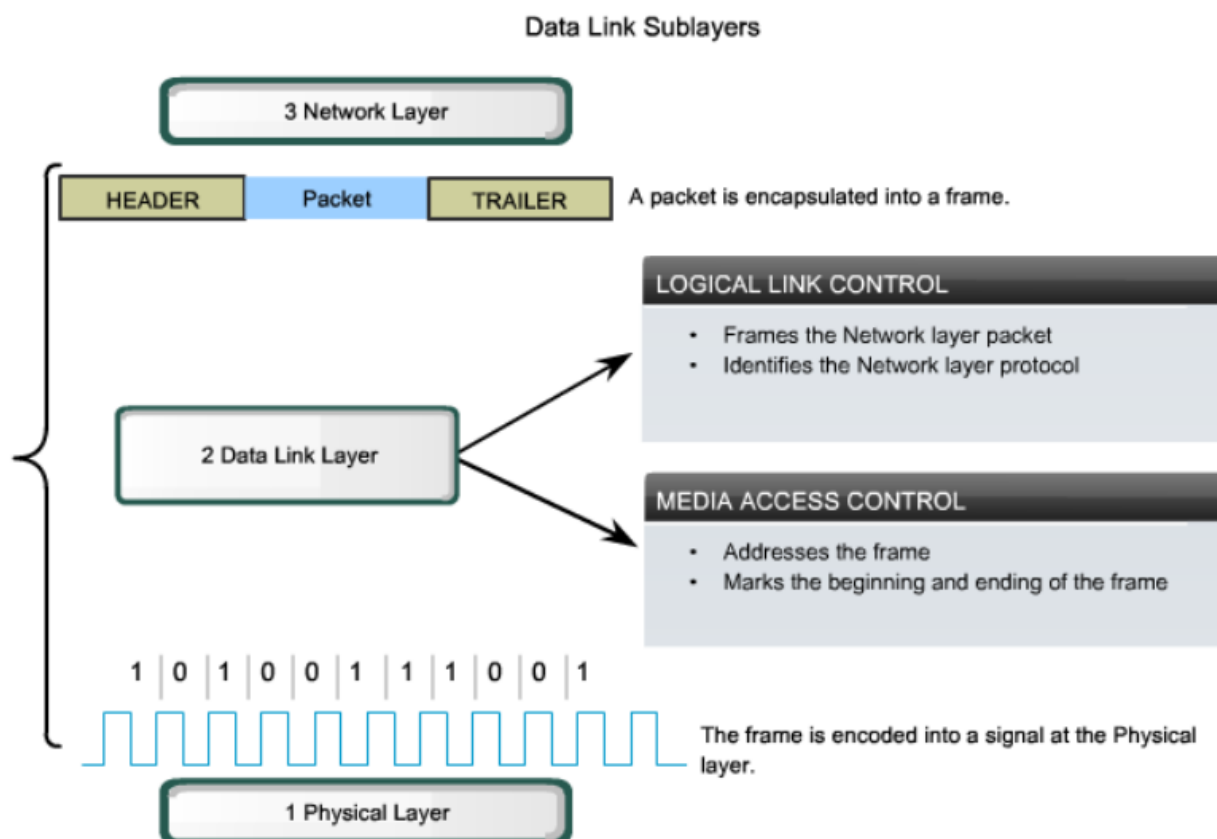 Data Link Sublayers
3 Network Layer
HEADER Packet TRAILER A packet is encapsulated into a frame.
LOGICAL LINK CONTROL
• Frames the Network layer packet
• Identifies the Network layer protocol
2 Data Link Layer
MEDIA ACCESS CONTROL
• Addresses the frame
• Marks the beginning and ending of the frame
1 0 1 0 0 1 1 1 0 0 1
The frame is encoded into a signal at the Physical
layer.
1 Physical Layer